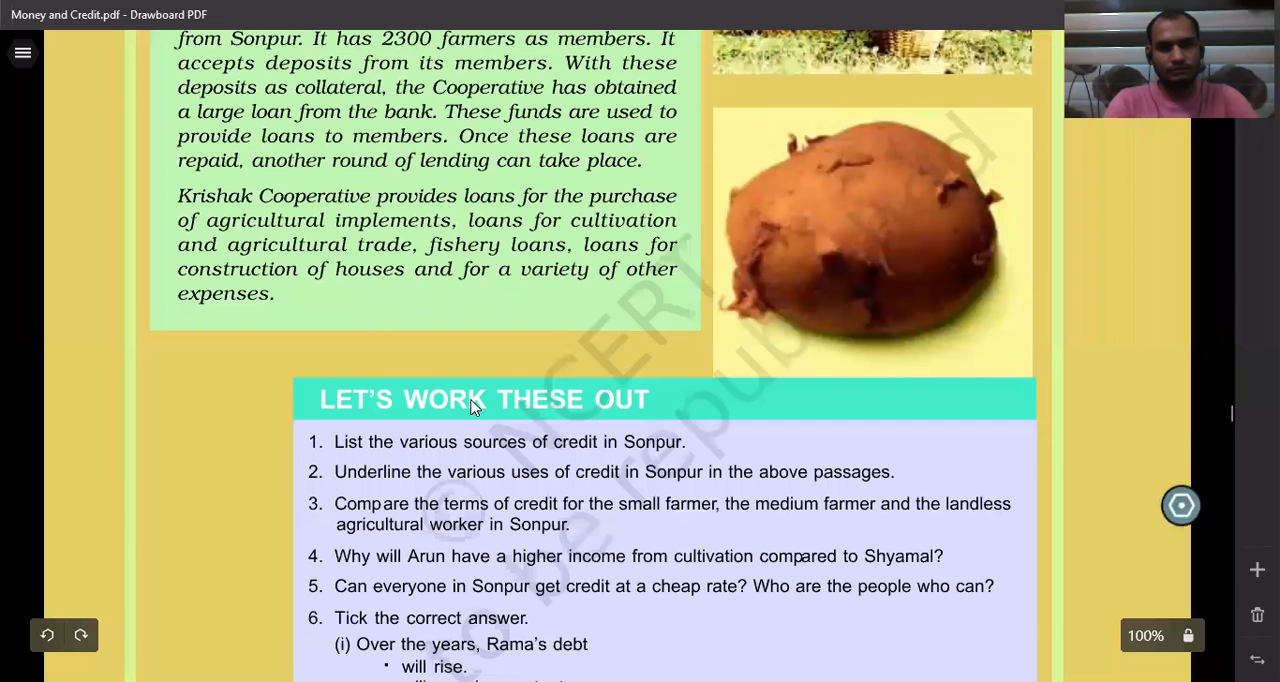 Money and Credit.pdf - Drawboard PDF
from Sonpur. It has 2300 farmers as members. It
accepts deposits from its members. With these
deposits as collateral, the Cooperative has obtained
a large loan from the bank. These funds are used to
provide loans to members. Once these loans are
repaid, another round of lending can take place.
Krishak Cooperative provides loans for the purchase
of agricultural implements, loans for cultivation
and agricultural trade, fishery loans, loans for
construction of houses and for a variety of other
expenses.
© NCERT
to be republished
LET'S WORK THESE OUT
1. List the various sources of credit in Sonpur.
2. Underline the various uses of credit in Sonpur in the above passages.
3. Compare the terms of credit for the small farmer, the medium farmer and the landless
agricultural worker in Sonpur.
4. Why will Arun have a higher income from cultivation compared to Shyamal?
5. Can everyone in Sonpur get credit at a cheap rate? Who are the people who can?
6. Tick the correct answer.
(i) Over the years, Rama's debt
· will rise.
100%